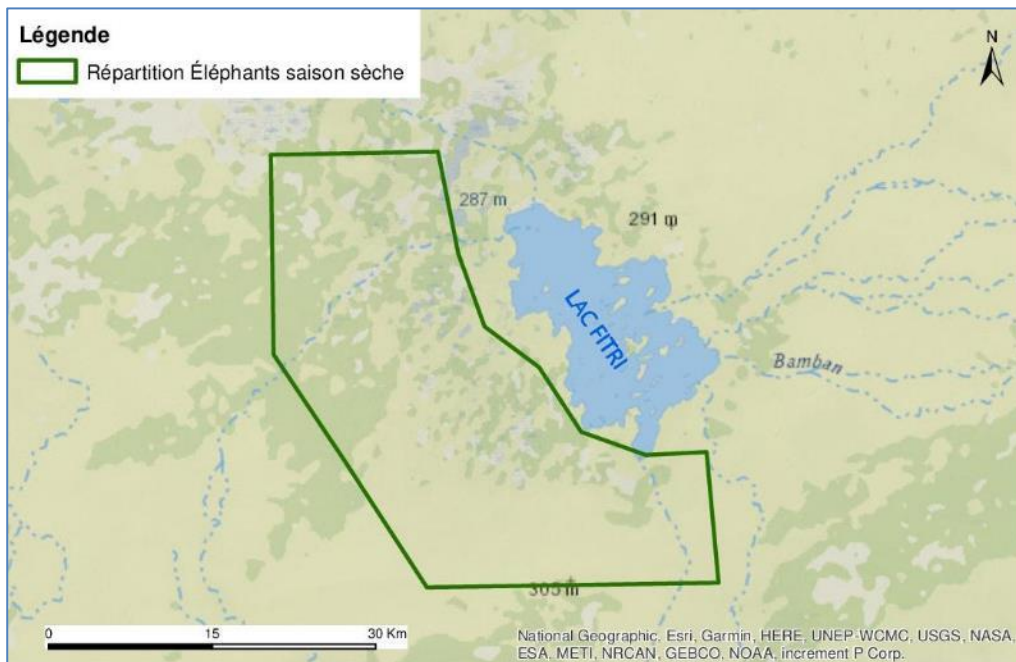 Légende
Répartition Éléphants saison sèche
N
287 m
291 m
LAC FITRI
Bamban
305 m
0 15 30 Km
National Geographic, Esri, Garmin, HERE, UNEP-WCMC, USGS, NASA,
ESA, METI, NRCAN, GEBCO, NOAA, increment P Corp.